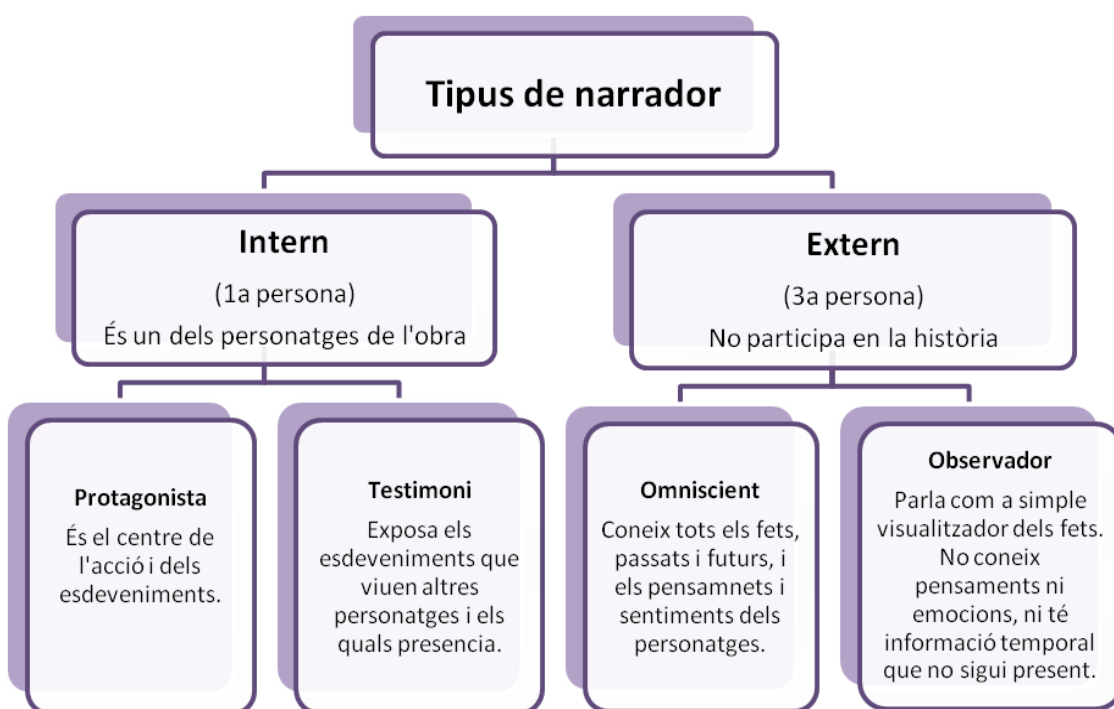 Tipus de narrador
Intern
(1a persona)
És un dels personatges de l'obra
Extern
(3a persona)
No participa en la història
Protagonista
És el centre de
l'acció i dels
esdeveniments.
Testimoni
Exposa els
esdeveniments que
viuen altres
personatges i els
quals presencia.
Omniscient
Coneix tots els fets,
passats i futurs, i
els pensamnets i
sentiments dels
personatges.
Observador
Parla com a simple
visualitzador dels fets.
No coneix
pensaments ni
emocions, ni té
informació temporal
que no sigui present.